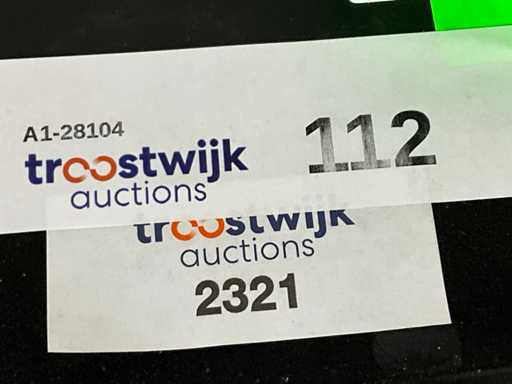 A1-28104
troostwijk
auctions
112
troostwijk
auctions
2321